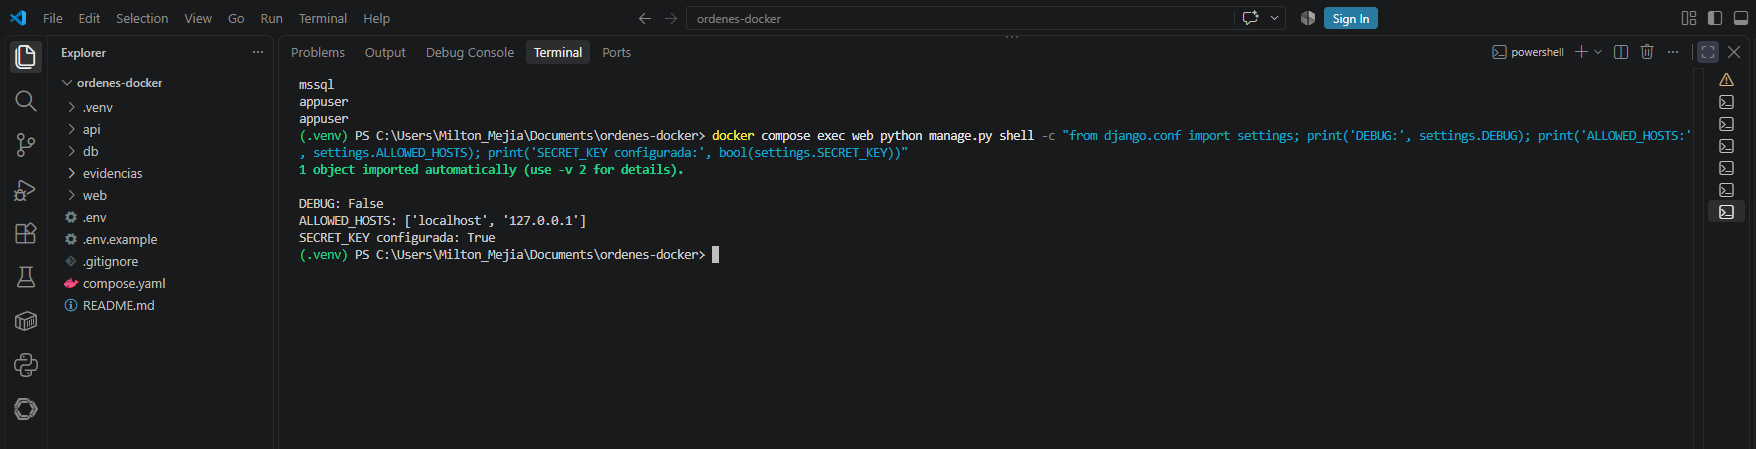 File Edit Selection View Go Run Terminal Help
ordenes-docker
Sign In
Explorer
ordenes-docker
.venv
api
db
evidencias
web
.env
.env.example
.gitignore
compose.yaml
README.md
Problems Output Debug Console Terminal Ports
powershell
mssql
appuser
appuser
(.venv) PS C:\Users\Milton_Mejia\Documents\ordenes-docker> docker compose exec web python manage.py shell -c "from django.conf import settings; print('DEBUG:', settings.DEBUG); print('ALLOWED_HOSTS:'
, settings.ALLOWED_HOSTS); print('SECRET_KEY configurada:', bool(settings.SECRET_KEY))"
1 object imported automatically (use -v 2 for details).
DEBUG: False
ALLOWED_HOSTS: ['localhost', '127.0.0.1']
SECRET_KEY configurada: True
(.venv) PS C:\Users\Milton_Mejia\Documents\ordenes-docker>